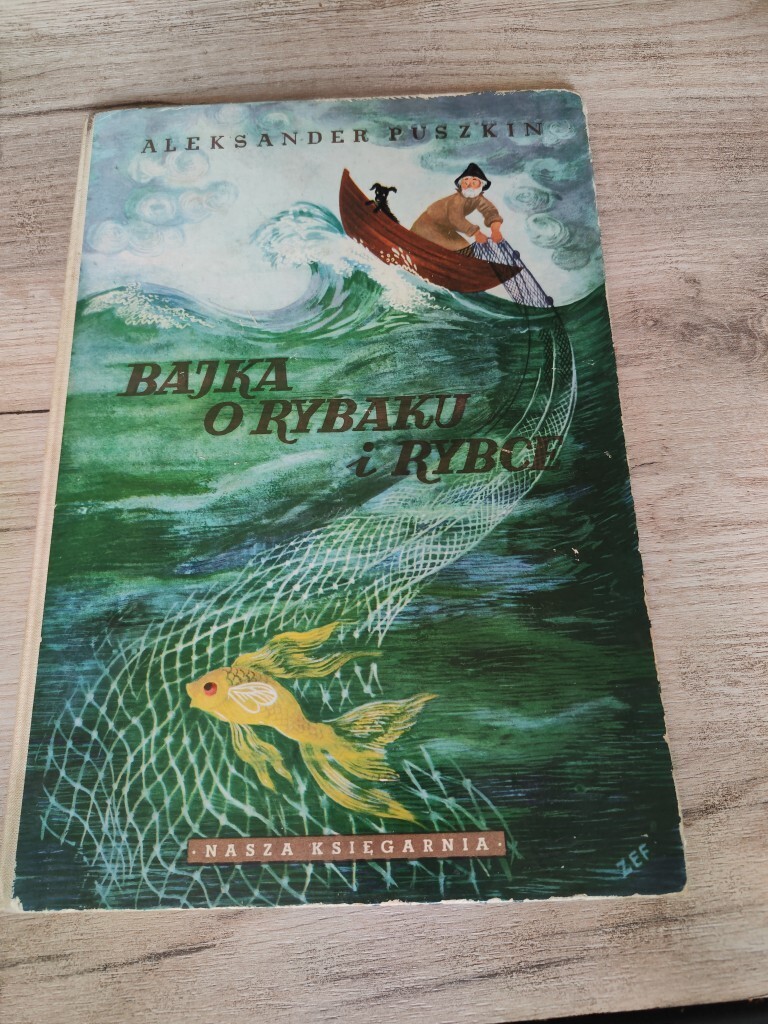 ALEKSANDER PUSZKIN
BAJKA
O RYBAKU
i RYBCE
· NASZA KSIĘGARNIA ·
ZEF